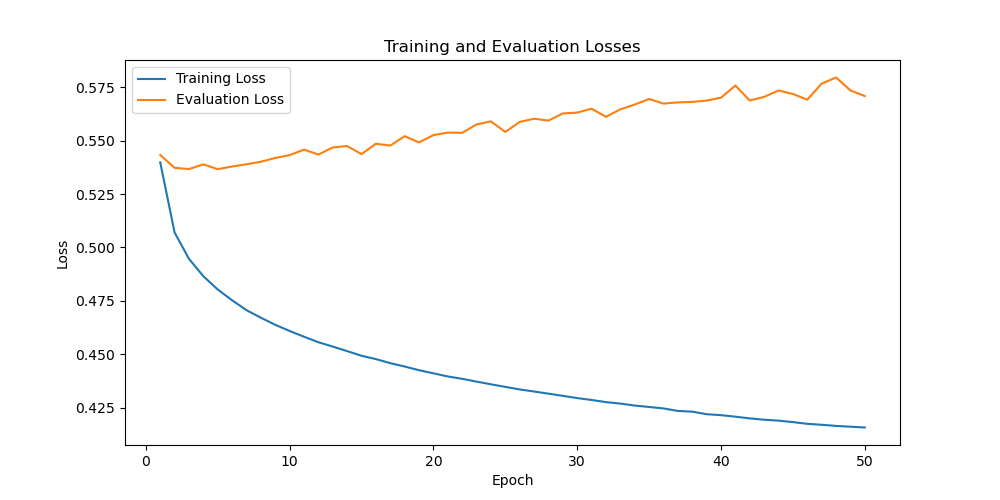 Training and Evaluation Losses
Training Loss
Evaluation Loss
0.575
0.550
0.525
0.500
0.475
0.450
0.425
Loss
0 10 20 30 40 50
Epoch